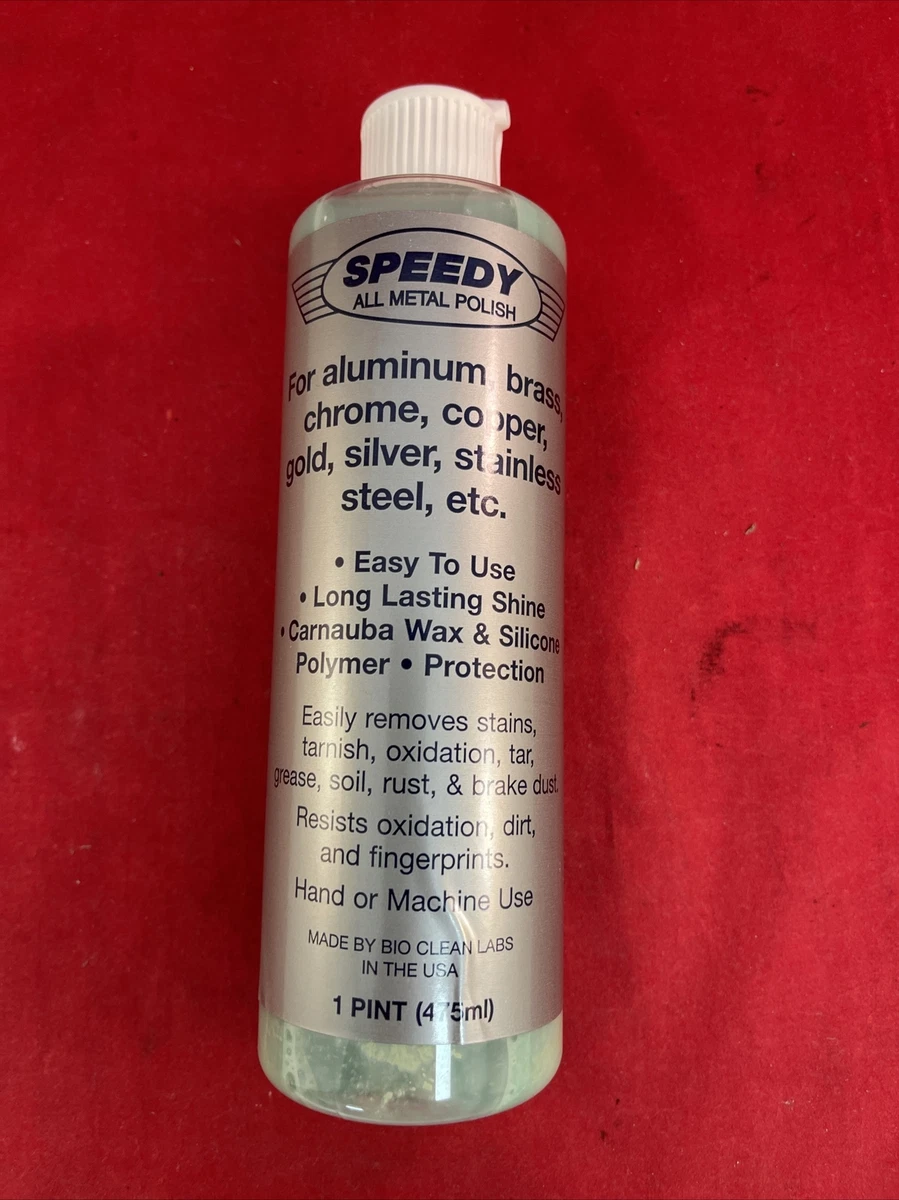 SPEEDY
ALL METAL POLISH
For aluminum, brass,
chrome, copper,
gold, silver, stainless
steel, etc.
• Easy To Use
• Long Lasting Shine
• Carnauba Wax & Silicone
Polymer • Protection
Easily removes stains,
tarnish, oxidation, tar,
grease, soil, rust, & brake dust.
Resists oxidation, dirt,
and fingerprints.
Hand or Machine Use
MADE BY BIO CLEAN LABS
IN THE USA
1 PINT (475ml)